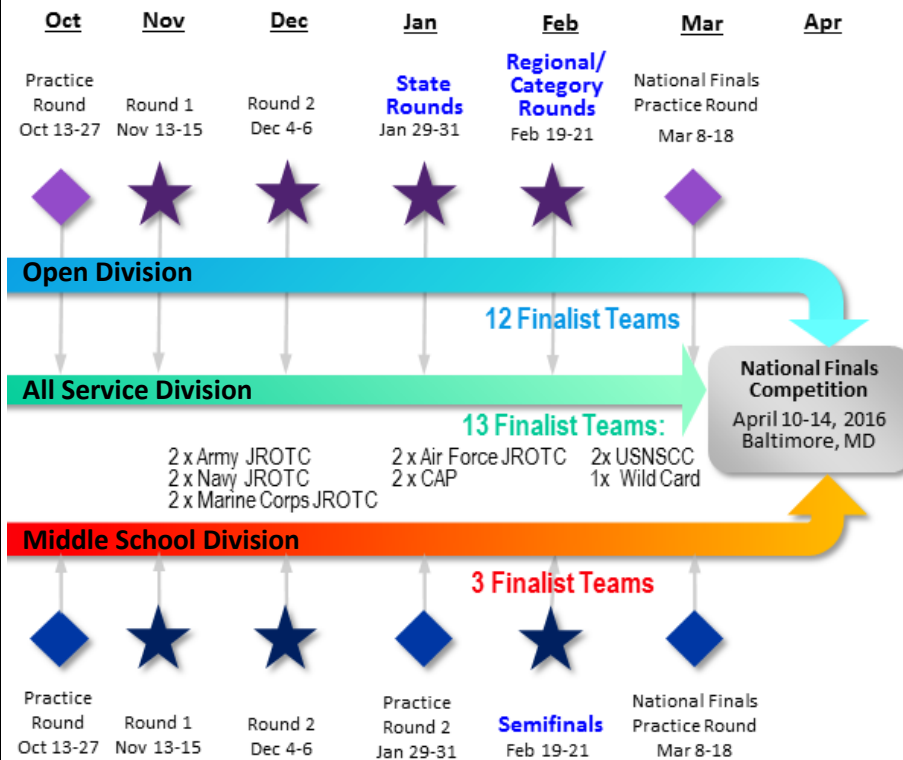 Oct Nov Dec Jan Feb Mar Apr
Practice
Round
Oct 13-27
Round 1
Nov 13-15
Round 2
Dec 4-6
State
Rounds
Jan 29-31
Regional/
Category
Rounds
Feb 19-21
National Finals
Practice Round
Mar 8-18
Open Division
12 Finalist Teams
All Service Division
National Finals
Competition
April 10-14, 2016
Baltimore, MD
13 Finalist Teams:
2 x Army JROTC
2 x Navy JROTC
2 x Marine Corps JROTC
2 x Air Force JROTC
2 x CAP
2x USNSCC
1x Wild Card
Middle School Division
3 Finalist Teams
Practice
Round
Oct 13-27
Round 1
Nov 13-15
Round 2
Dec 4-6
Practice
Round 2
Jan 29-31
Semifinals
Feb 19-21
National Finals
Practice Round
Mar 8-18